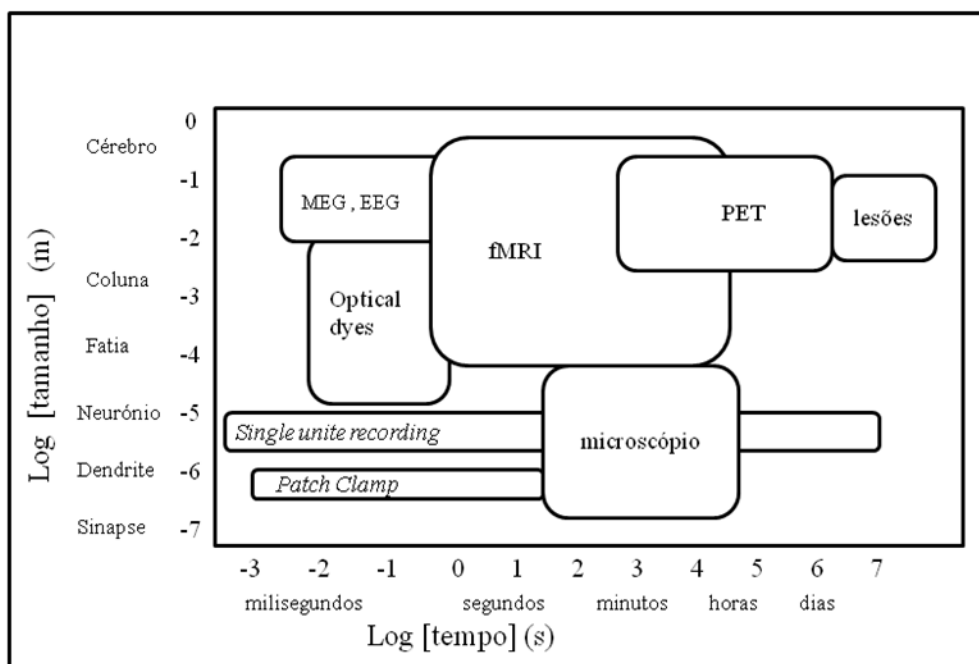 0
Cérebro
-1
MEG , EEG
PET
lesões
-2
fMRI
Coluna
-3
Optical
dyes
Fatia
-4
Neurónio
-5
Single unite recording
microscópio
Dendrite
-6
Patch Clamp
Sinapse
-7
Log [tamanho] (m)
-3 -2 -1 0 1 2 3 4 5 6 7
milisegundos segundos minutos horas dias
Log [tempo] (s)